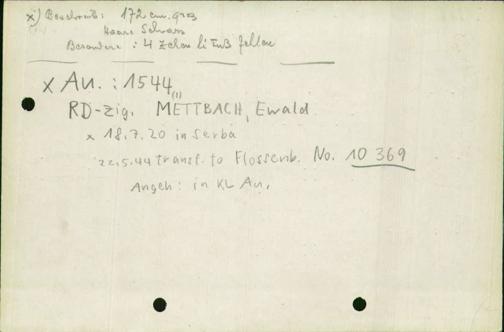 x) Beschreib: 172 cm. gros
Haare Schwarz
Besondere: 4 Zehen li Fuß fehlen
x Au.: 1544 (1)
RD-Zig. METTBACH, Ewald
x 18.7.20 in Serba
22.5.44 transf. to Flossenb. No. 10 369
Angeh: in KL Au.